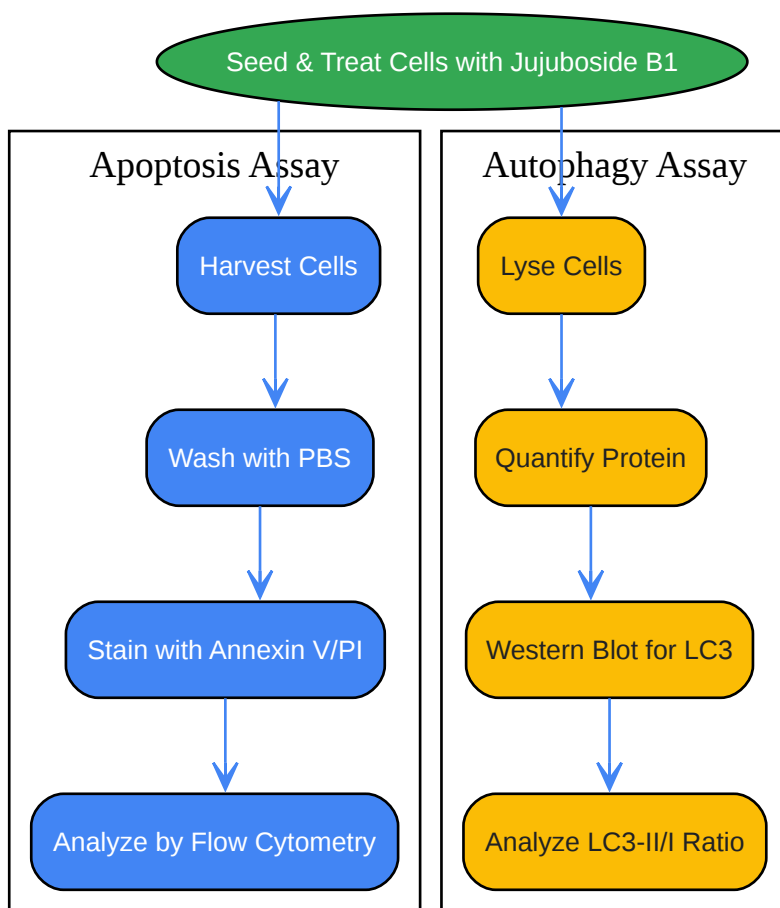 Seed & Treat Cells with Jujuboside B1
Apoptosis Assay
Harvest Cells
Wash with PBS
Stain with Annexin V/PI
Analyze by Flow Cytometry
Autophagy Assay
Lyse Cells
Quantify Protein
Western Blot for LC3
Analyze LC3-II/I Ratio